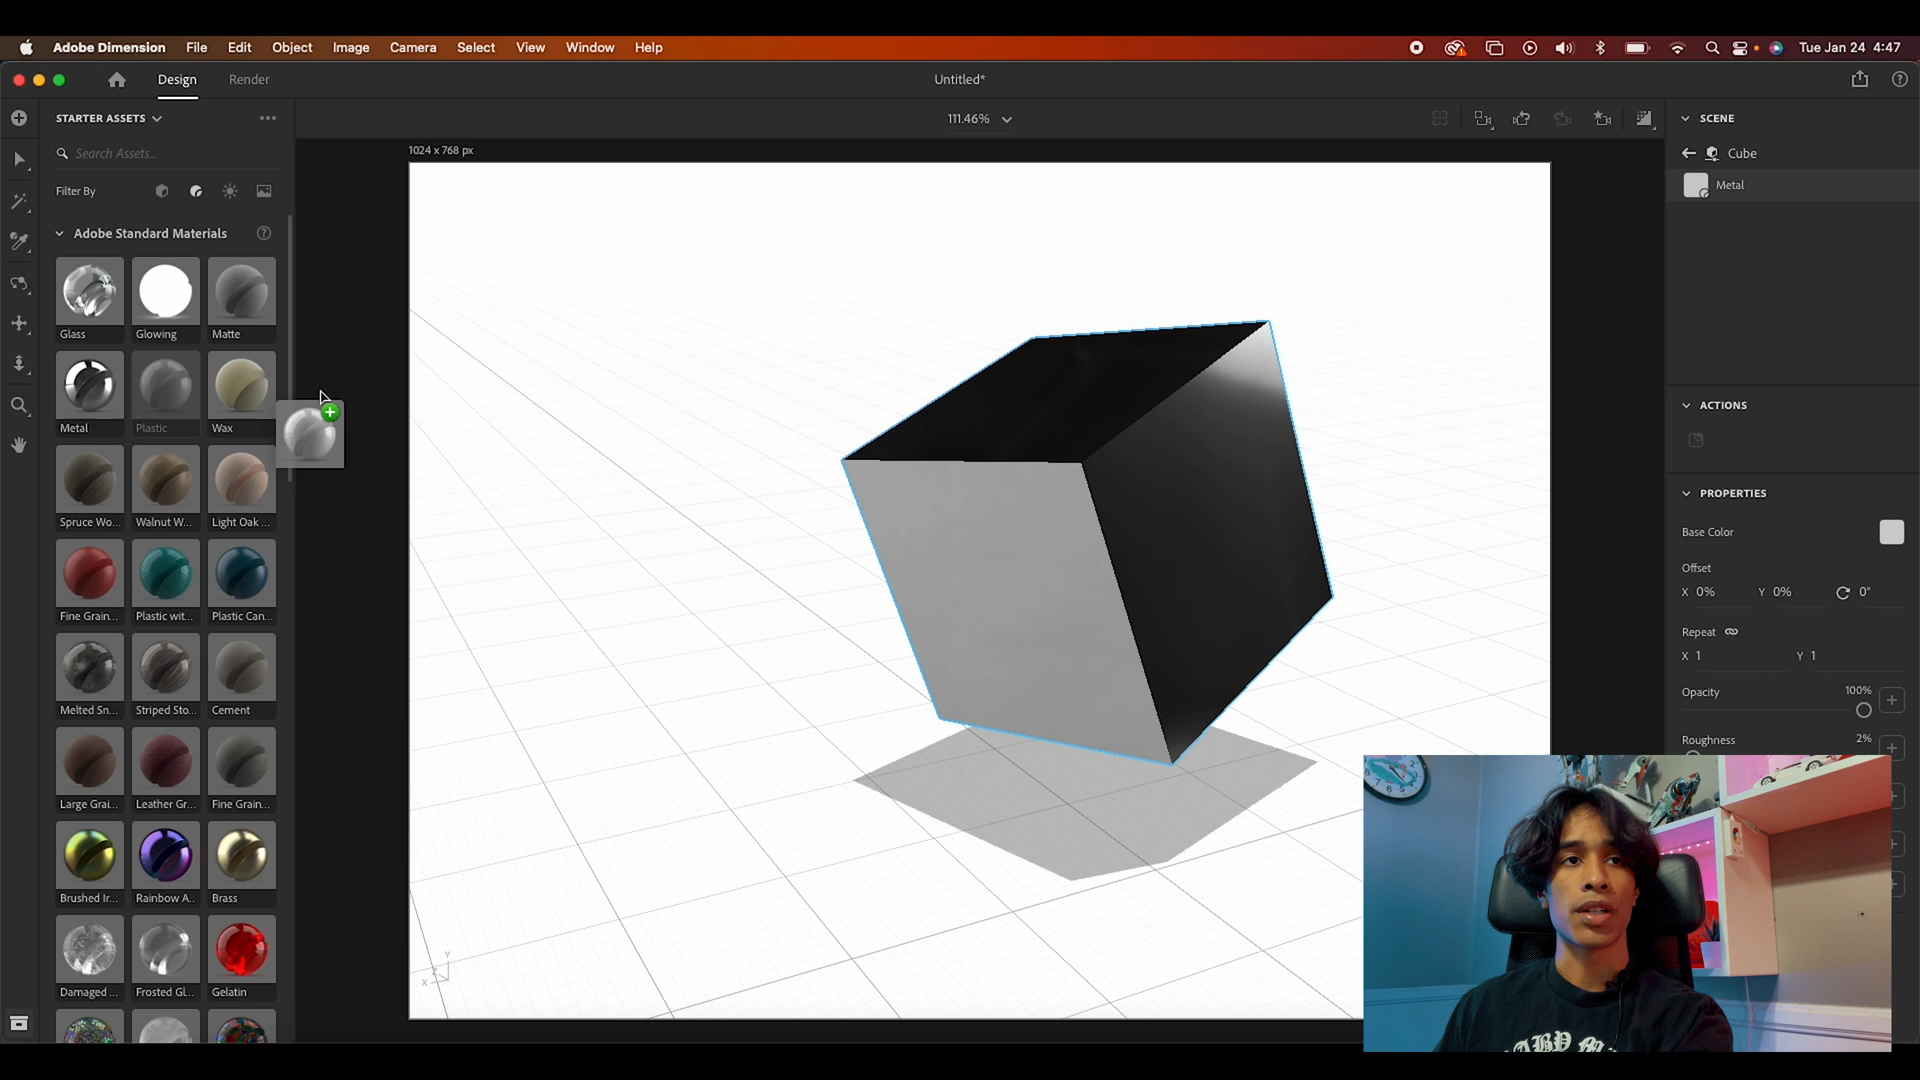 Adobe Dimension File Edit Object Image Camera Select View Window Help Tue Jan 24 4:47
Design Render Untitled*
STARTER ASSETS 111.46% SCENE
1024 x 768 px
Search Assets... Cube
Filter By Metal
Adobe Standard Materials
Glass Glowing Matte
Metal Plastic Wax ACTIONS
Spruce Wo... Walnut W... Light Oak ... PROPERTIES
Base Color
Offset
X 0% Y 0% 0°
Fine Grain... Plastic wit... Plastic Can... Repeat
X 1 Y 1
Melted Sn... Striped Sto... Cement Opacity 100%
Roughness 2%
Large Grai... Leather Gr... Fine Grain...
Brushed Ir... Rainbow A.. Brass
Damaged ... Frosted Gl... Gelatin
Y
Z
X